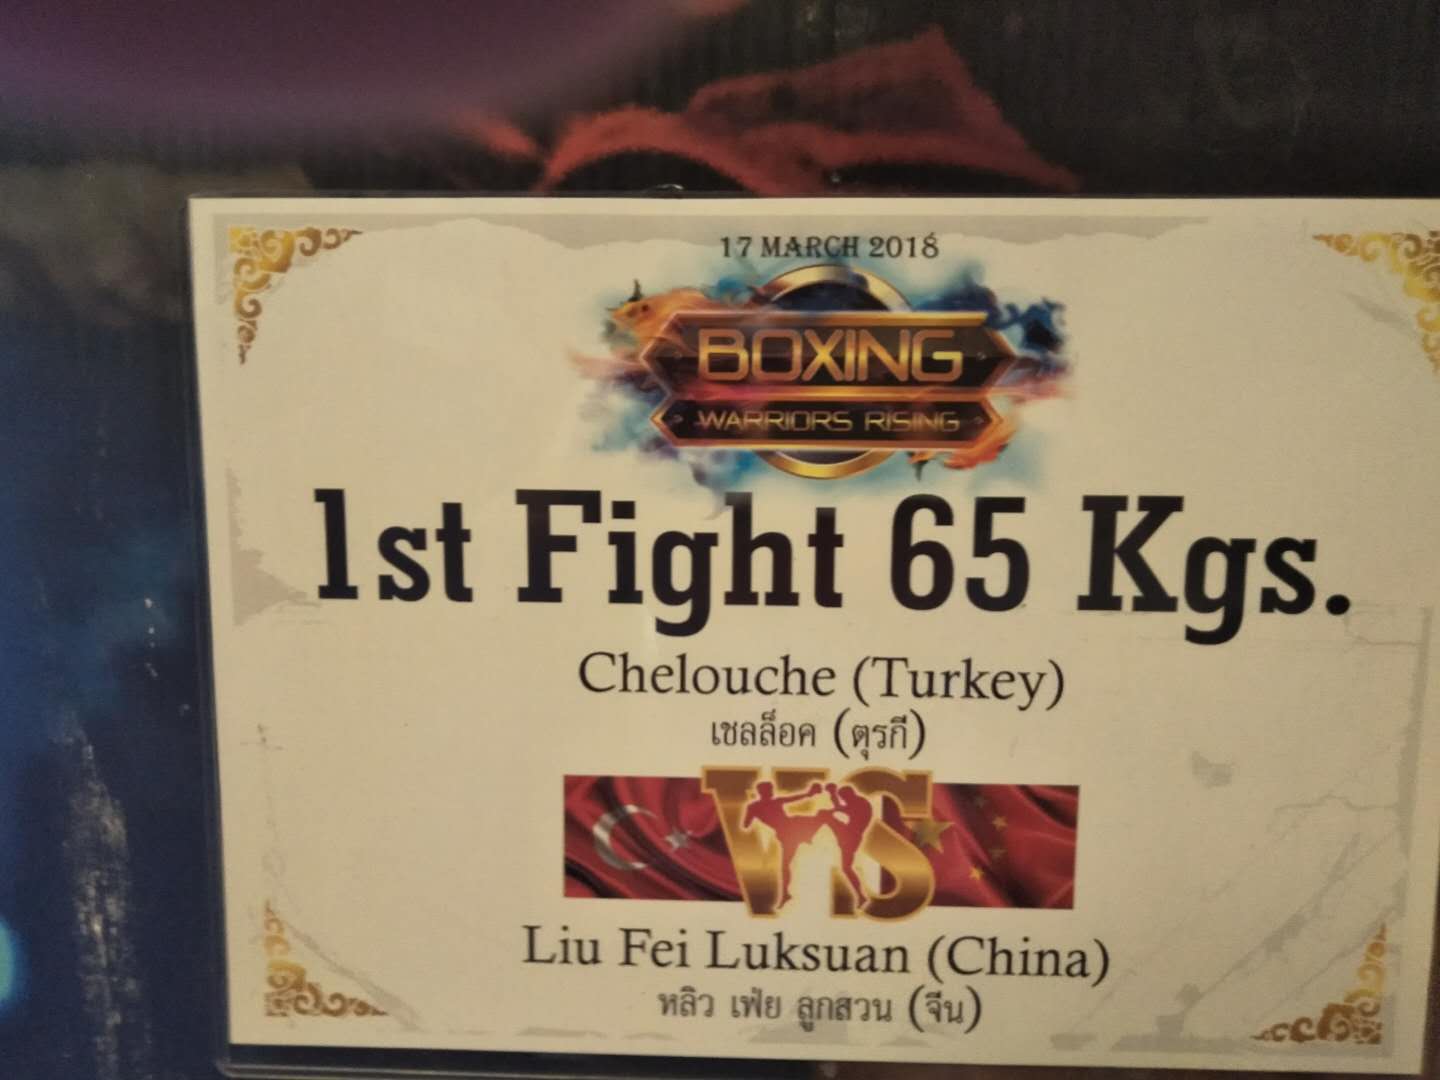 17 MARCH 2018
BOXING
WARRIORS RISING
1st Fight 65 Kgs.
Chelouche (Turkey)
เชลล็อค (ตุรกี)
VS
Liu Fei Luksuan (China)
หลิว เฟ่ย ลูกสวน (จีน)